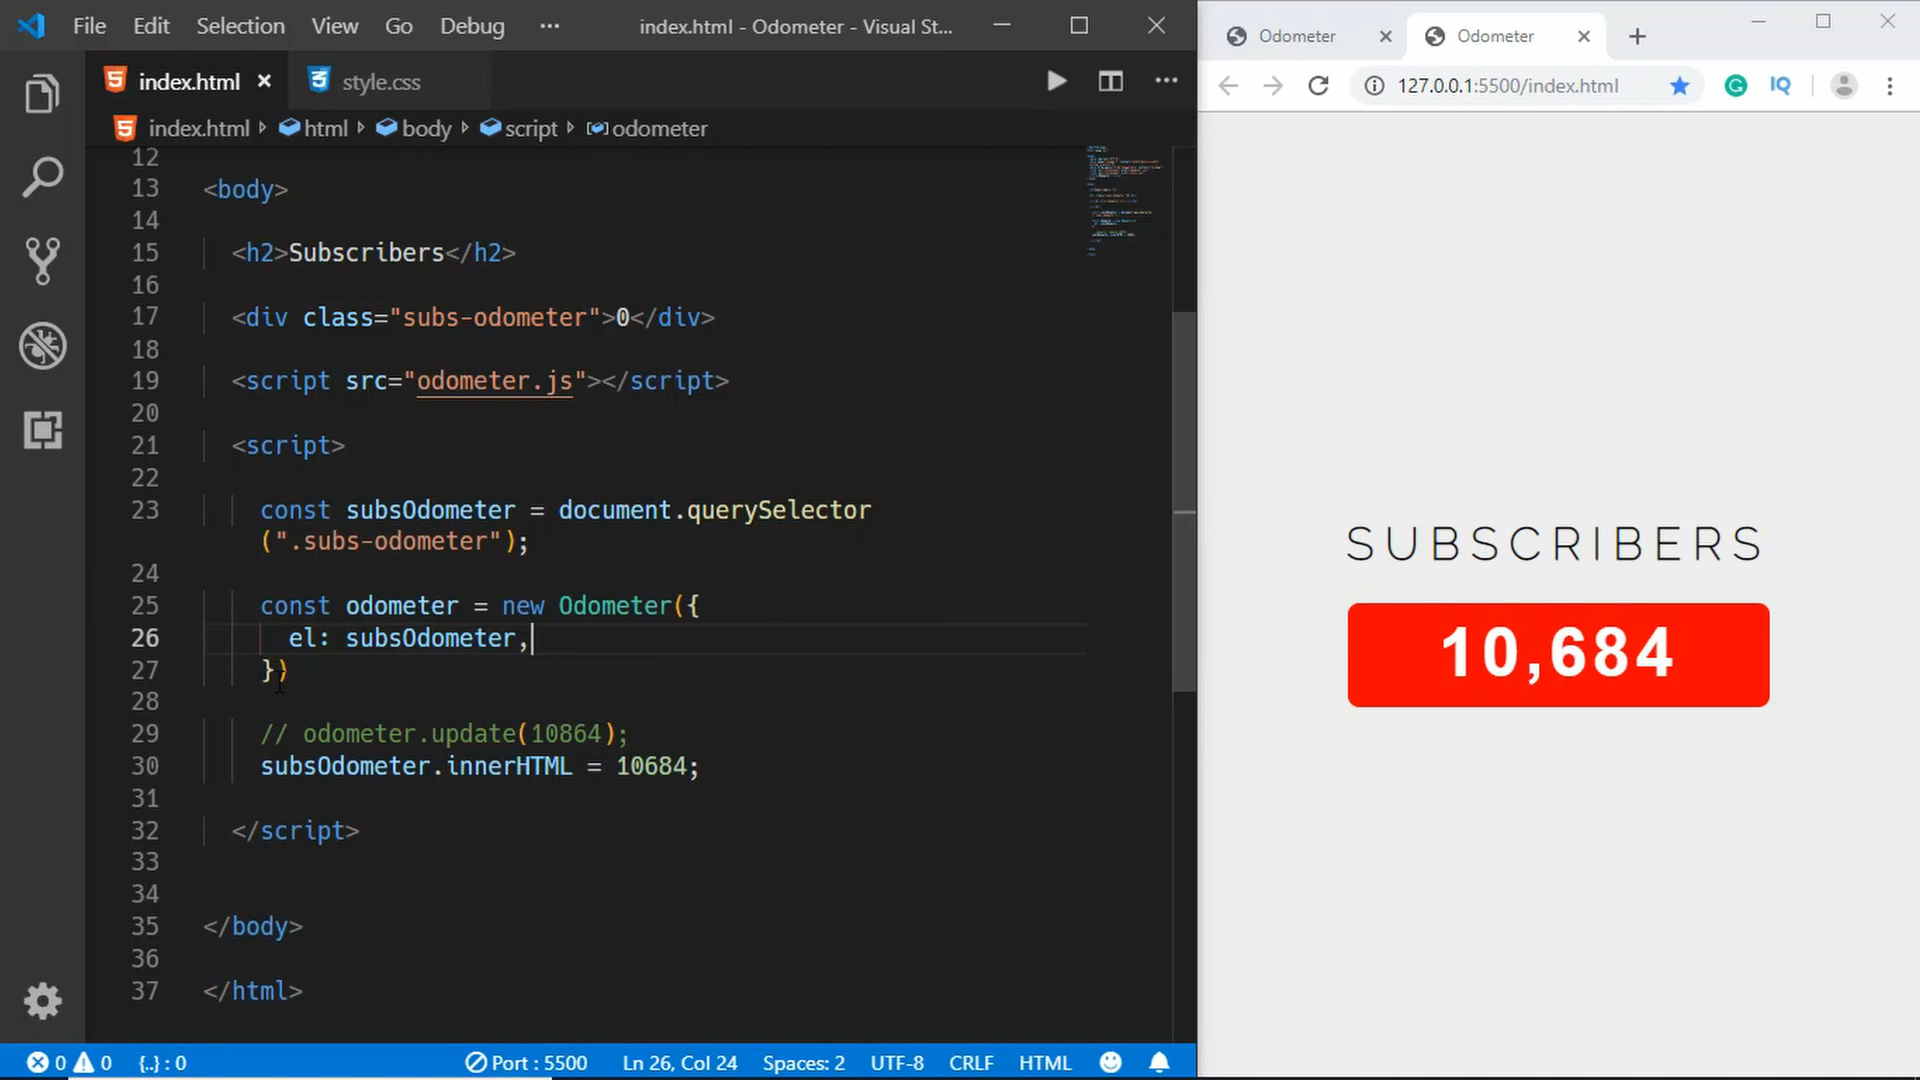 File Edit Selection View Go Debug ··· index.html - Odometer - Visual St...
index.html style.css
index.html html body script odometer
12
13 <body>
14
15 <h2>Subscribers</h2>
16
17 <div class="subs-odometer">0</div>
18
19 <script src="odometer.js"></script>
20
21 <script>
22
23 const subsOdometer = document.querySelector
(".subs-odometer");
24
25 const odometer = new Odometer({
26 el: subsOdometer,
27 })
28
29 // odometer.update(10864);
30 subsOdometer.innerHTML = 10684;
31
32 </script>
33
34
35 </body>
36
37 </html>
0 0 {..} : 0 Port : 5500 Ln 26, Col 24 Spaces: 2 UTF-8 CRLF HTML
Odometer Odometer
127.0.0.1:5500/index.html IQ
SUBSCRIBERS
10,684